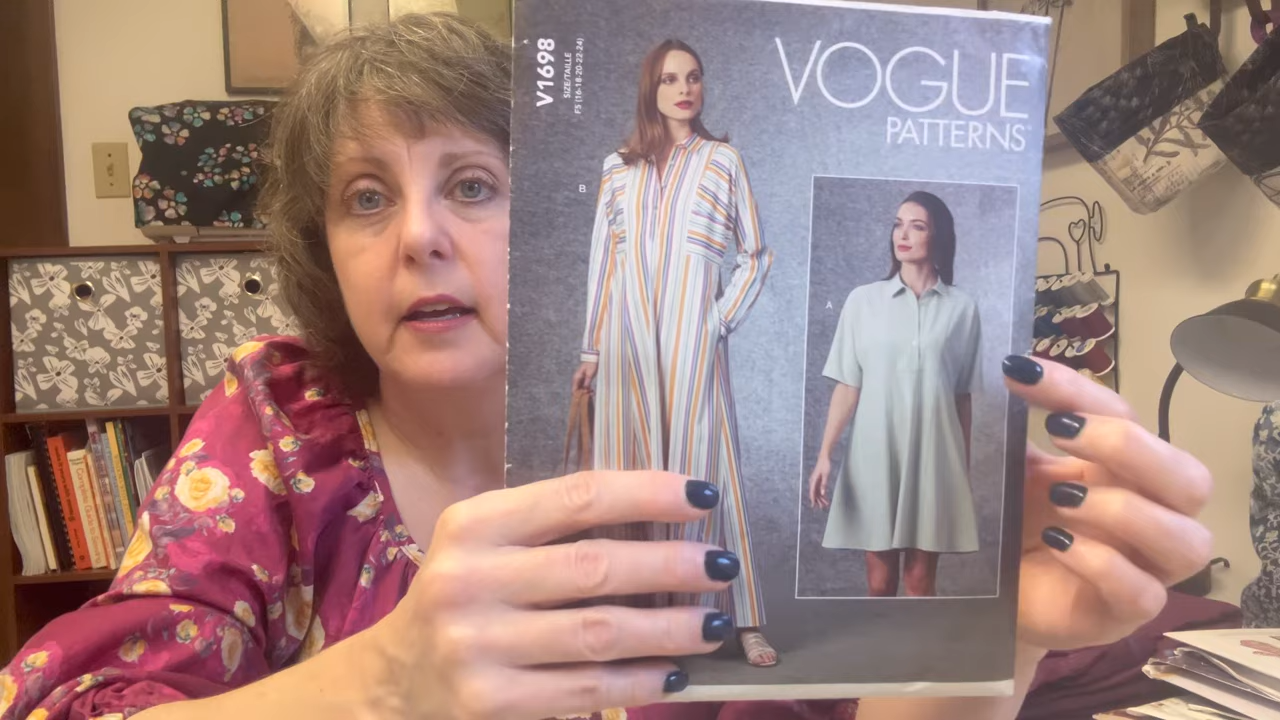 V1698
SIZE/TAILLE
F5 (16-18-20-22-24)
VOGUE
PATTERNS
B
A